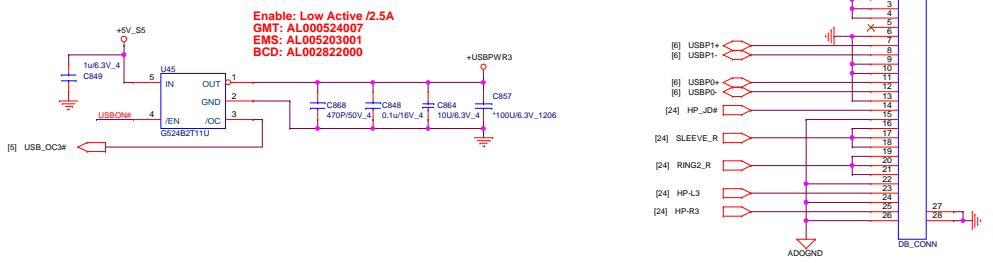 Enable: Low Active /2.5A
GMT: AL000524007
EMS: AL005203001
BCD: AL002822000
+5V_S5
1u/6.3V_4
C849
U45
5 IN OUT 1
GND 2
USBON# 4 /EN /OC 3
G524B2T11U
[5] USB_OC3#
+USBPWR3
C868
470P/50V_4
C848
0.1u/16V_4
C864
10U/6.3V_4
C857
*100U/6.3V_1206
3
4
5
6
[6] USBP1+ 7
[6] USBP1- 8
9
10
[6] USBP0+ 11
[6] USBP0- 12
13
[24] HP_JD# 14
15
16
[24] SLEEVE_R 17
18
19
[24] RING2_R 20
21
22
[24] HP-L3 23
24
[24] HP-R3 25
26
27
28
DB_CONN
ADOGND